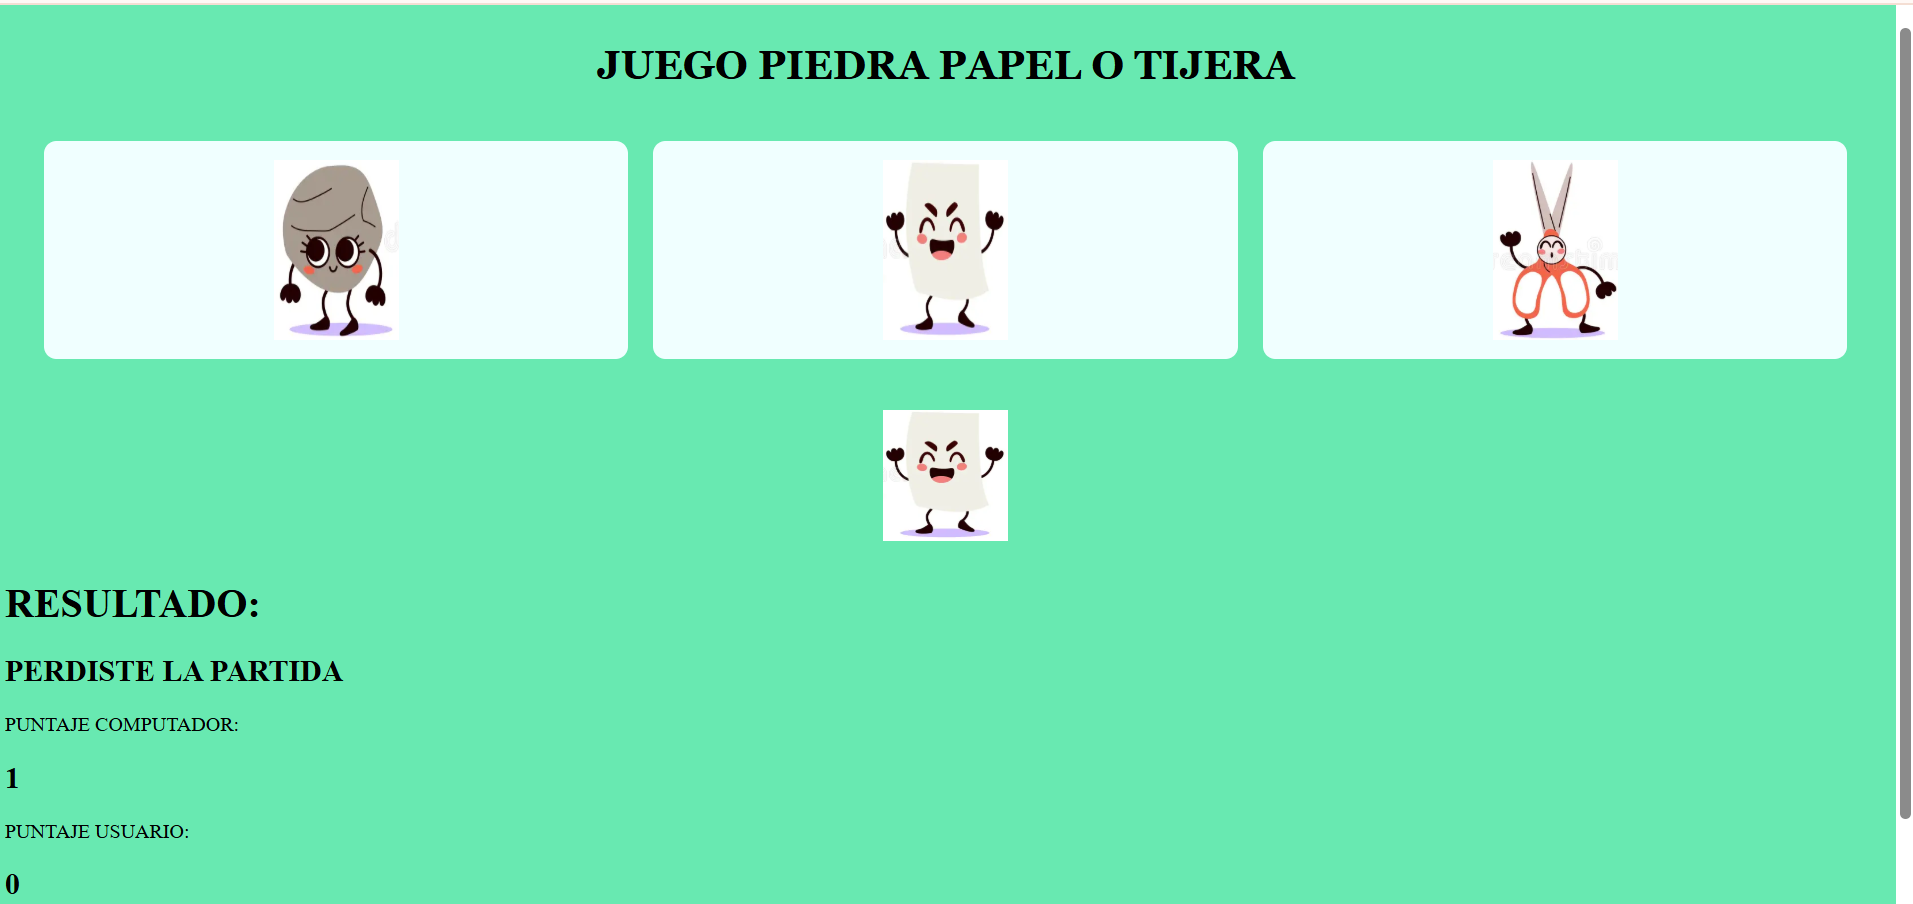 JUEGO PIEDRA PAPEL O TIJERA
RESULTADO:
PERDISTE LA PARTIDA
PUNTAJE COMPUTADOR:
1
PUNTAJE USUARIO:
0